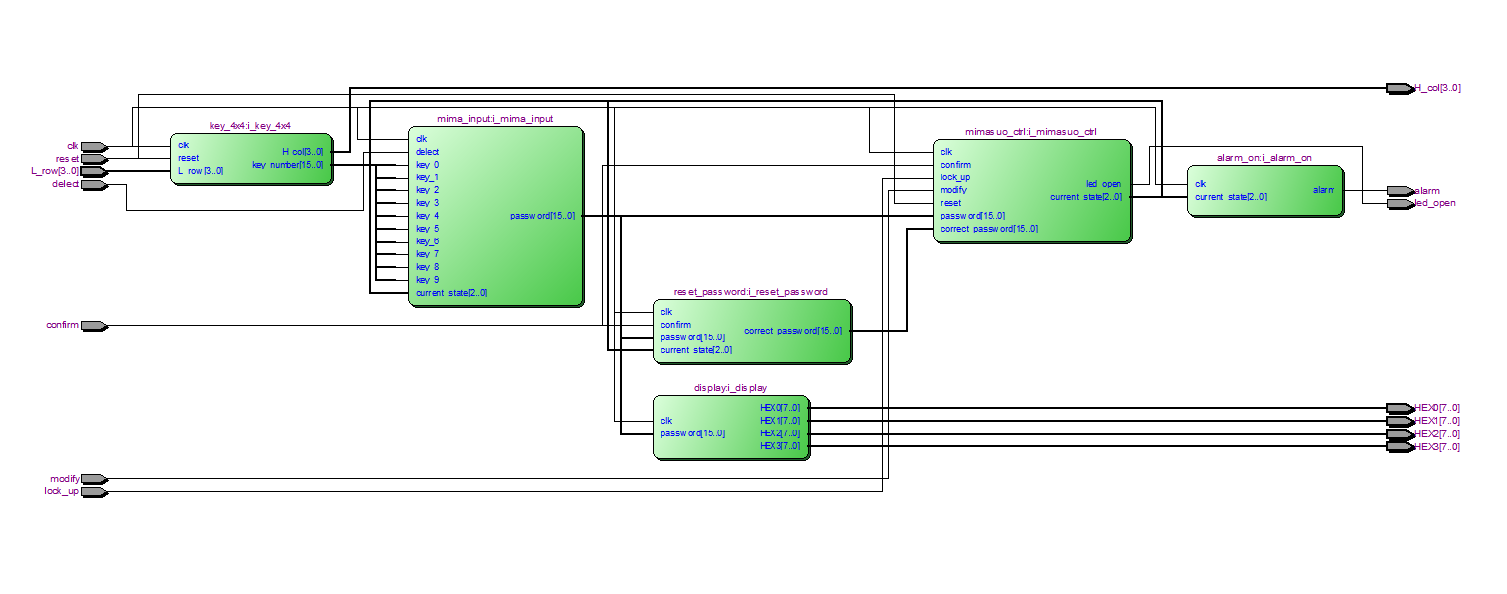 H_col[3..0]
mima_input:i_mima_input
key_4x4:i_key_4x4
mimasuo_ctrl:i_mimasuo_ctrl
alarm_on:i_alarm_on
clk
reset
L_row[3..0]
delect
clk
reset
L_row[3..0]
H_col[3..0]
key_number[15..0]
clk
delect
key_0
key_1
key_2
key_3
key_4
key_5
key_6
key_7
key_8
key_9
current_state[2..0]
password[15..0]
clk
confirm
lock_up
modify
reset
password[15..0]
correct_password[15..0]
led_open
current_state[2..0]
clk
current_state[2..0]
alarm
alarm
led_open
reset_password:i_reset_password
confirm
clk
confirm
password[15..0]
current_state[2..0]
correct_password[15..0]
display:i_display
clk
password[15..0]
HEX0[7..0]
HEX1[7..0]
HEX2[7..0]
HEX3[7..0]
HEX0[7..0]
HEX1[7..0]
HEX2[7..0]
HEX3[7..0]
modify
lock_up